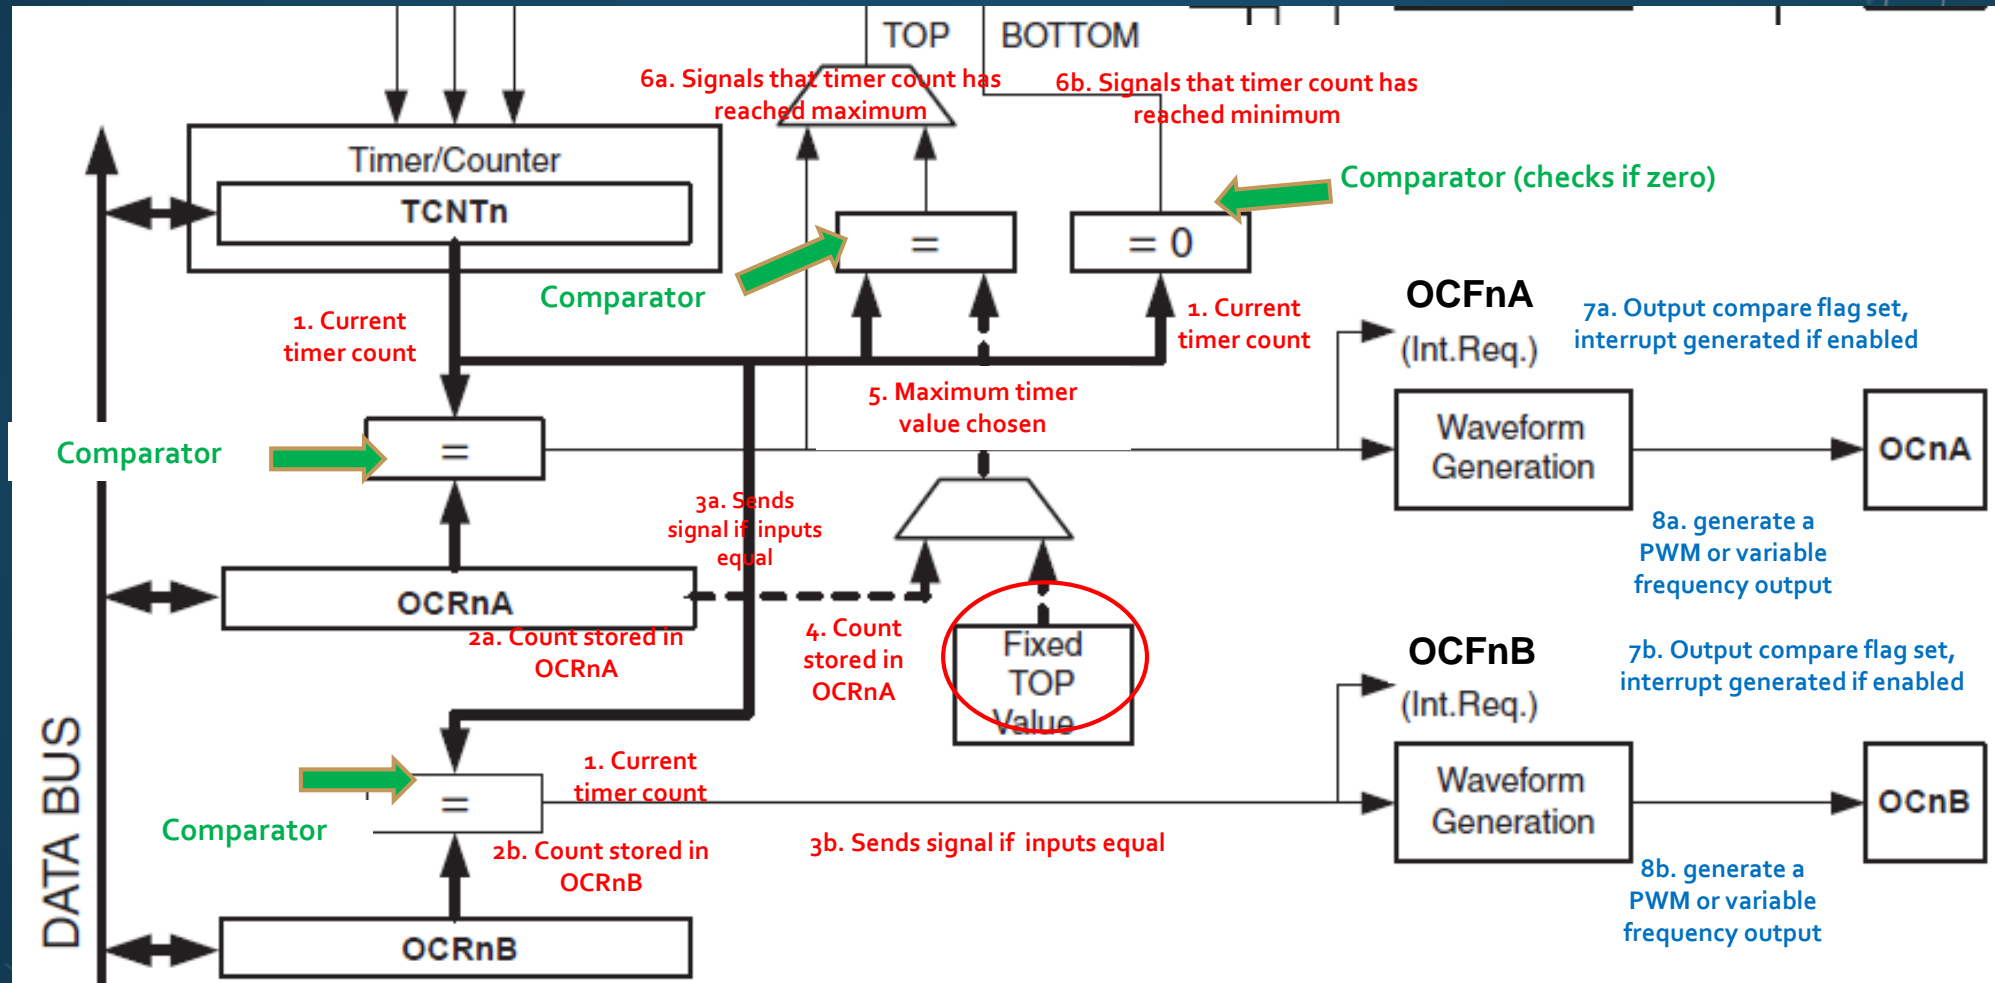 TOP
BOTTOM
6a. Signals that timer count has
reached maximum
6b. Signals that timer count has
reached minimum
Timer/Counter
TCNTn
Comparator (checks if zero)
=
= 0
Comparator
1. Current
timer count
1. Current
timer count
OCFnA
(Int.Req.)
7a. Output compare flag set,
interrupt generated if enabled
5. Maximum timer
value chosen
Comparator
=
Waveform
Generation
OCnA
3a. Sends
signal if inputs
equal
8a. generate a
PWM or variable
frequency output
OCRnA
2a. Count stored in
OCRnA
4. Count
stored in
OCRnA
Fixed
TOP
Value
OCFnB
(Int.Req.)
7b. Output compare flag set,
interrupt generated if enabled
DATA BUS
1. Current
timer count
=
Comparator
Waveform
Generation
OCnB
3b. Sends signal if inputs equal
2b. Count stored in
OCRnB
8b. generate a
PWM or variable
frequency output
OCRnB